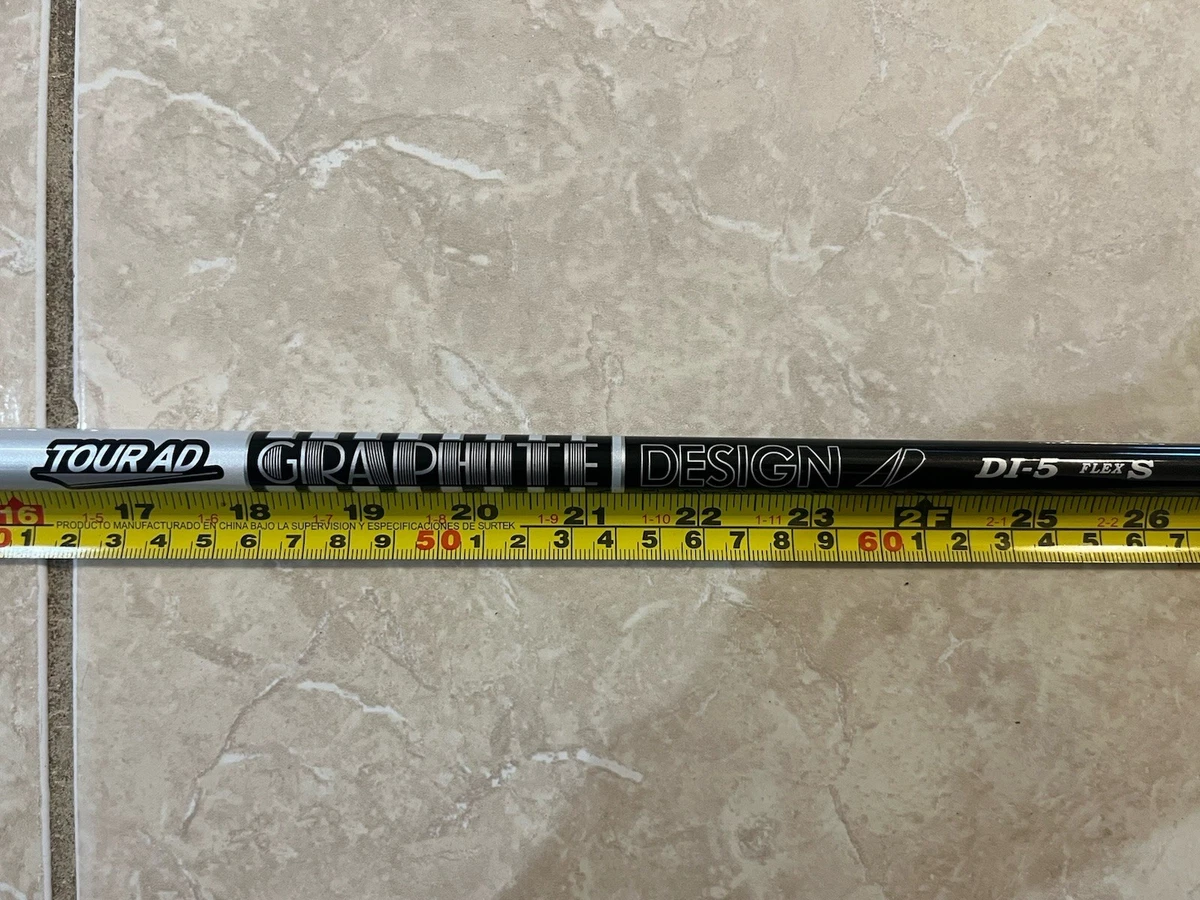 TOUR AD GRAPHITE DESIGN DI-5 FLEX S
16 17 18 19 20 21 22 23 2F 25 26
1-5 1-6 1-7 1-8 1-9 1-10 1-11 2-1 2-2
PRODUCTO MANUFACTURADO EN CHINA BAJO LA SUPERVISION Y ESPECIFICACIONES DE SURTEK
0 1 2 3 4 5 6 7 8 9 50 1 2 3 4 5 6 7 8 9 60 1 2 3 4 5 6 7